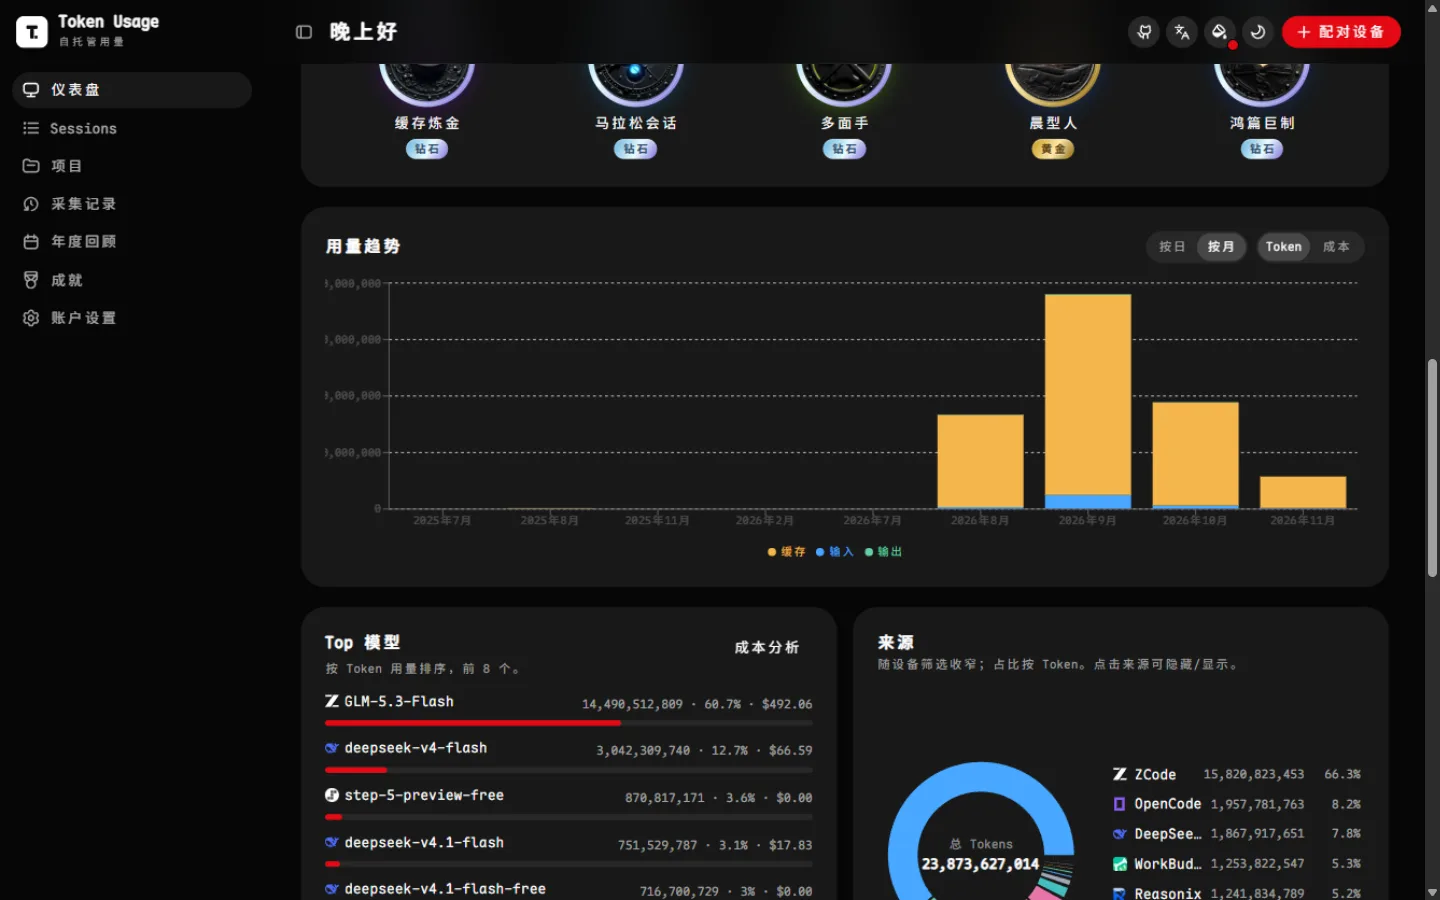 Token Usage
自托管用量
晚上好
配对设备
仪表盘
Sessions
项目
采集记录
年度回顾
成就
账户设置
缓存炼金
马拉松会话
多面手
晨型人
鸿篇巨制
钻石
钻石
钻石
黄金
钻石
用量趋势
按日
按月
Token
成本
,000,000
,000,000
,000,000
,000,000
0
2025年7月
2025年8月
2025年11月
2026年2月
2026年7月
2026年8月
2026年9月
2026年10月
2026年11月
缓存
输入
输出
Top 模型
成本分析
按 Token 用量排序，前 8 个。
GLM-5.3-Flash
14,490,512,809 · 60.7% · $492.06
deepseek-v4-flash
3,042,309,740 · 12.7% · $66.59
step-5-preview-free
870,817,171 · 3.6% · $0.00
deepseek-v4.1-flash
751,529,787 · 3.1% · $17.83
deepseek-v4.1-flash-free
716,700,729 · 3% · $0.00
来源
随设备筛选收窄；占比按 Token。点击来源可隐藏/显示。
总 Tokens
23,873,627,014
ZCode 15,820,823,453 66.3%
OpenCode 1,957,781,763 8.2%
DeepSee… 1,867,917,651 7.8%
WorkBud… 1,253,822,547 5.3%
Reasonix 1,241,834,789 5.2%